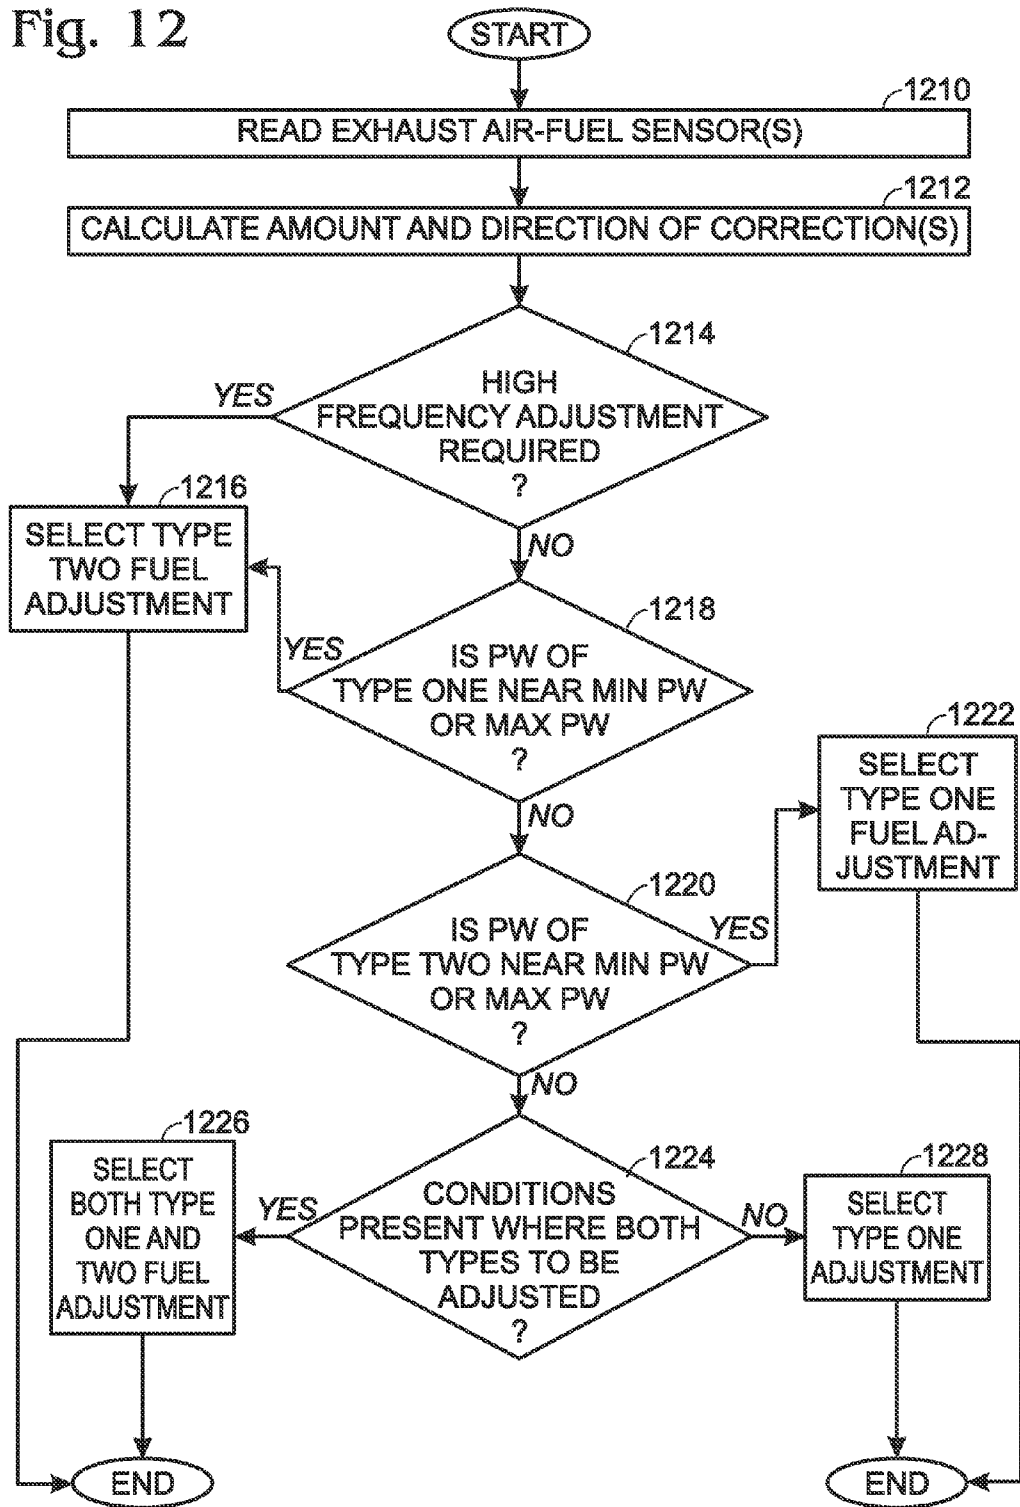 Fig. 12
START
1210
READ EXHAUST AIR-FUEL SENSOR(S)
1212
CALCULATE AMOUNT AND DIRECTION OF CORRECTION(S)
1214
HIGH
FREQUENCY ADJUSTMENT
REQUIRED
?
YES
NO
1216
SELECT TYPE
TWO FUEL
ADJUSTMENT
1218
IS PW OF
TYPE ONE NEAR MIN PW
OR MAX PW
?
YES
NO
1222
SELECT
TYPE ONE
FUEL AD-
JUSTMENT
1220
IS PW OF
TYPE TWO NEAR MIN PW
OR MAX PW
?
YES
NO
1224
CONDITIONS
PRESENT WHERE BOTH
TYPES TO BE
ADJUSTED
?
YES
NO
1226
SELECT
BOTH TYPE
ONE AND
TWO FUEL
ADJUSTMENT
1228
SELECT
TYPE ONE
ADJUSTMENT
END
END